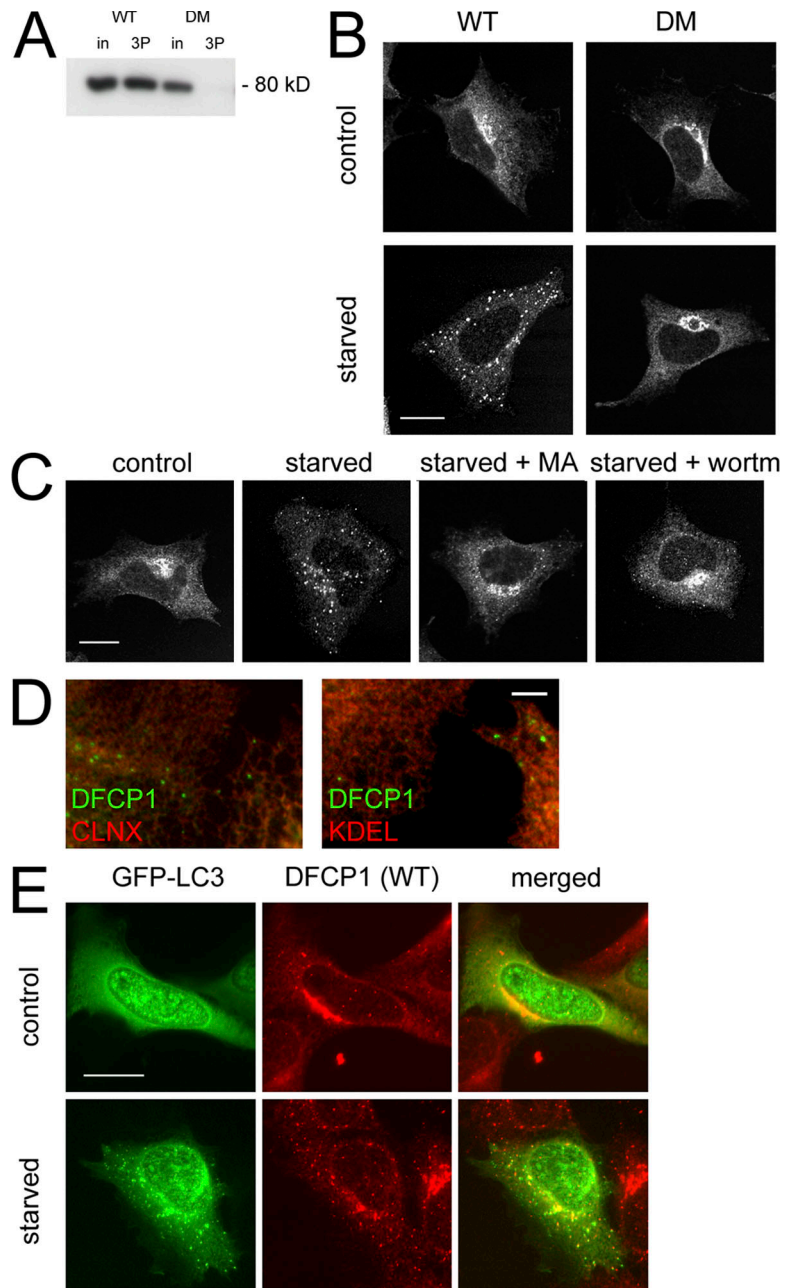 A
WT DM
in 3P in 3P
- 80 kD
B
WT DM
control
starved
C
control starved starved + MA starved + wortm
D
DFCP1
CLNX
DFCP1
KDEL
E
GFP-LC3 DFCP1 (WT) merged
control
starved